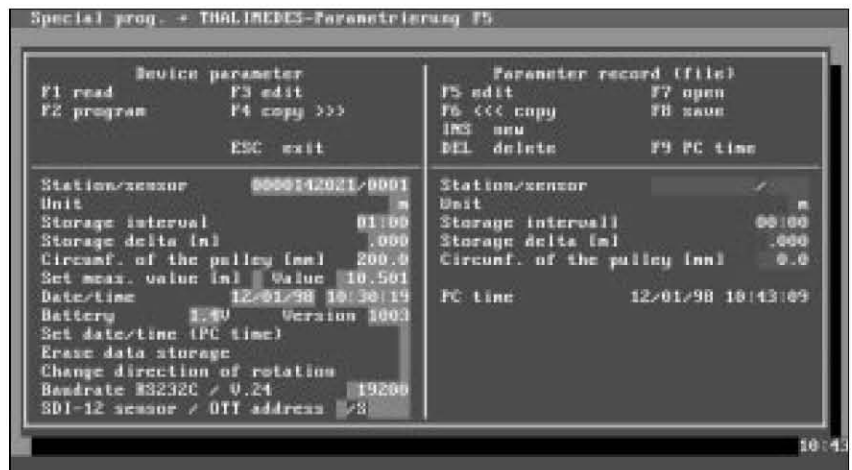 Special prog. + THALIMEDES-Parametrierung F5
Device parameter
F1 read F3 edit
F2 program F4 copy >>>
ESC exit
Parameter record (file)
F5 edit F7 open
F6 <<< copy F8 save
INS new
DEL delete F9 PC time
Station/sensor 0000142021/0001
Unit m
Storage interval 01:00
Storage delta [m] .000
Circumf. of the pulley [mm] 200.0
Set meas. value [m] Value 10.501
Date/time 12/01/98 10:30:19
Battery 1.4V Version 1003
Set date/time (PC time)
Erase data storage
Change direction of rotation
Baudrate RS232C / V.24 19200
SDI-12 sensor / OTT address /S
Station/sensor /
Unit m
Storage intervall 00:00
Storage delta [m] .000
Circumf. of the pulley [mm] 0.0
PC time 12/01/98 10:43:09
10:43